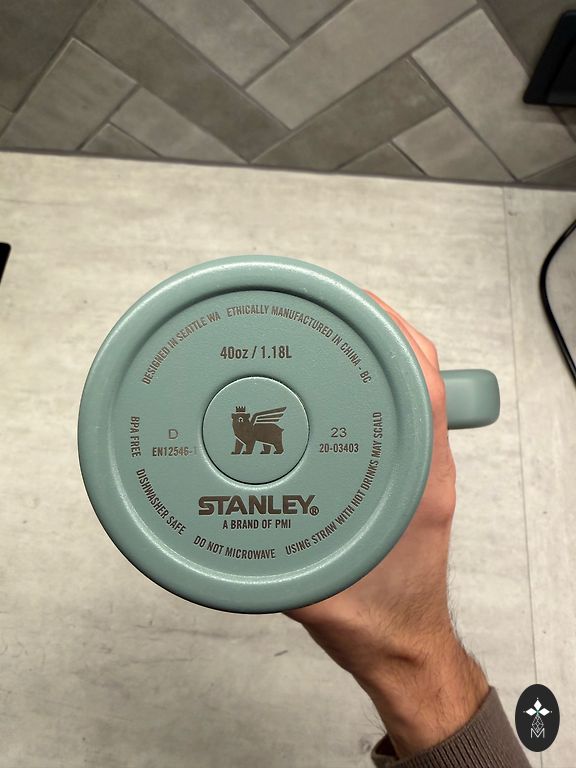 DESIGNED IN SEATTLE WA ETHICALLY MANUFACTURED IN CHINA - BC
40oz / 1.18L
D
EN12546-1
23
20-03403
STANLEY®
A BRAND OF PMI
BPA FREE DISHWASHER SAFE DO NOT MICROWAVE USING STRAW WITH HOT DRINKS MAY SCALD
M